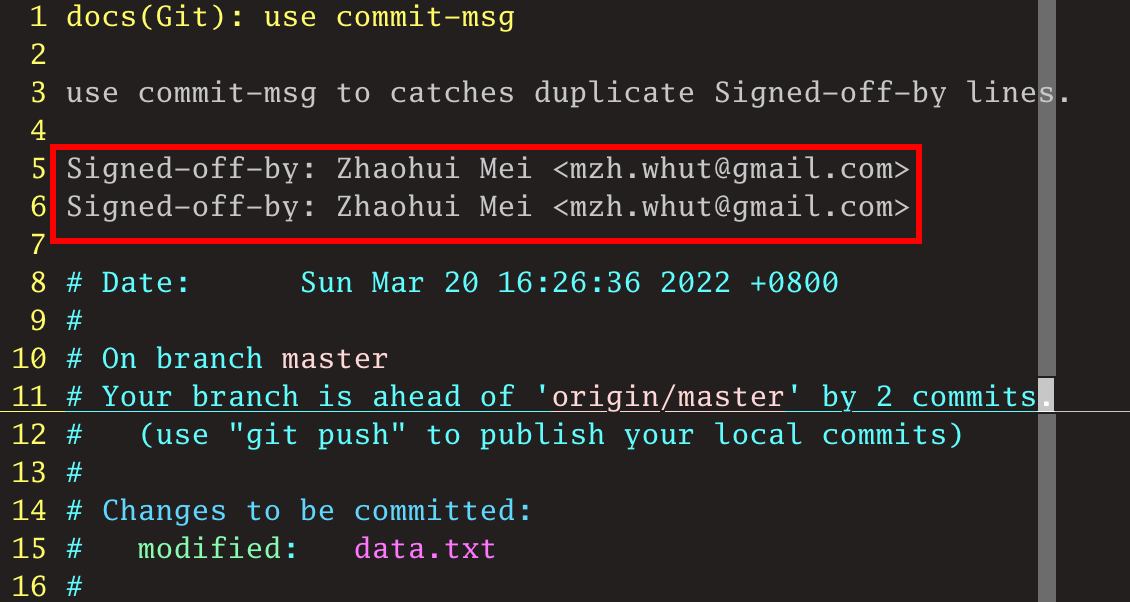 1 docs(Git): use commit-msg
2
3 use commit-msg to catches duplicate Signed-off-by lines.
4
5 Signed-off-by: Zhaohui Mei <mzh.whut@gmail.com>
6 Signed-off-by: Zhaohui Mei <mzh.whut@gmail.com>
7
8 # Date:      Sun Mar 20 16:26:36 2022 +0800
9 #
10 # On branch master
11 # Your branch is ahead of 'origin/master' by 2 commits.
12 #   (use "git push" to publish your local commits)
13 #
14 # Changes to be committed:
15 #   modified:   data.txt
16 #